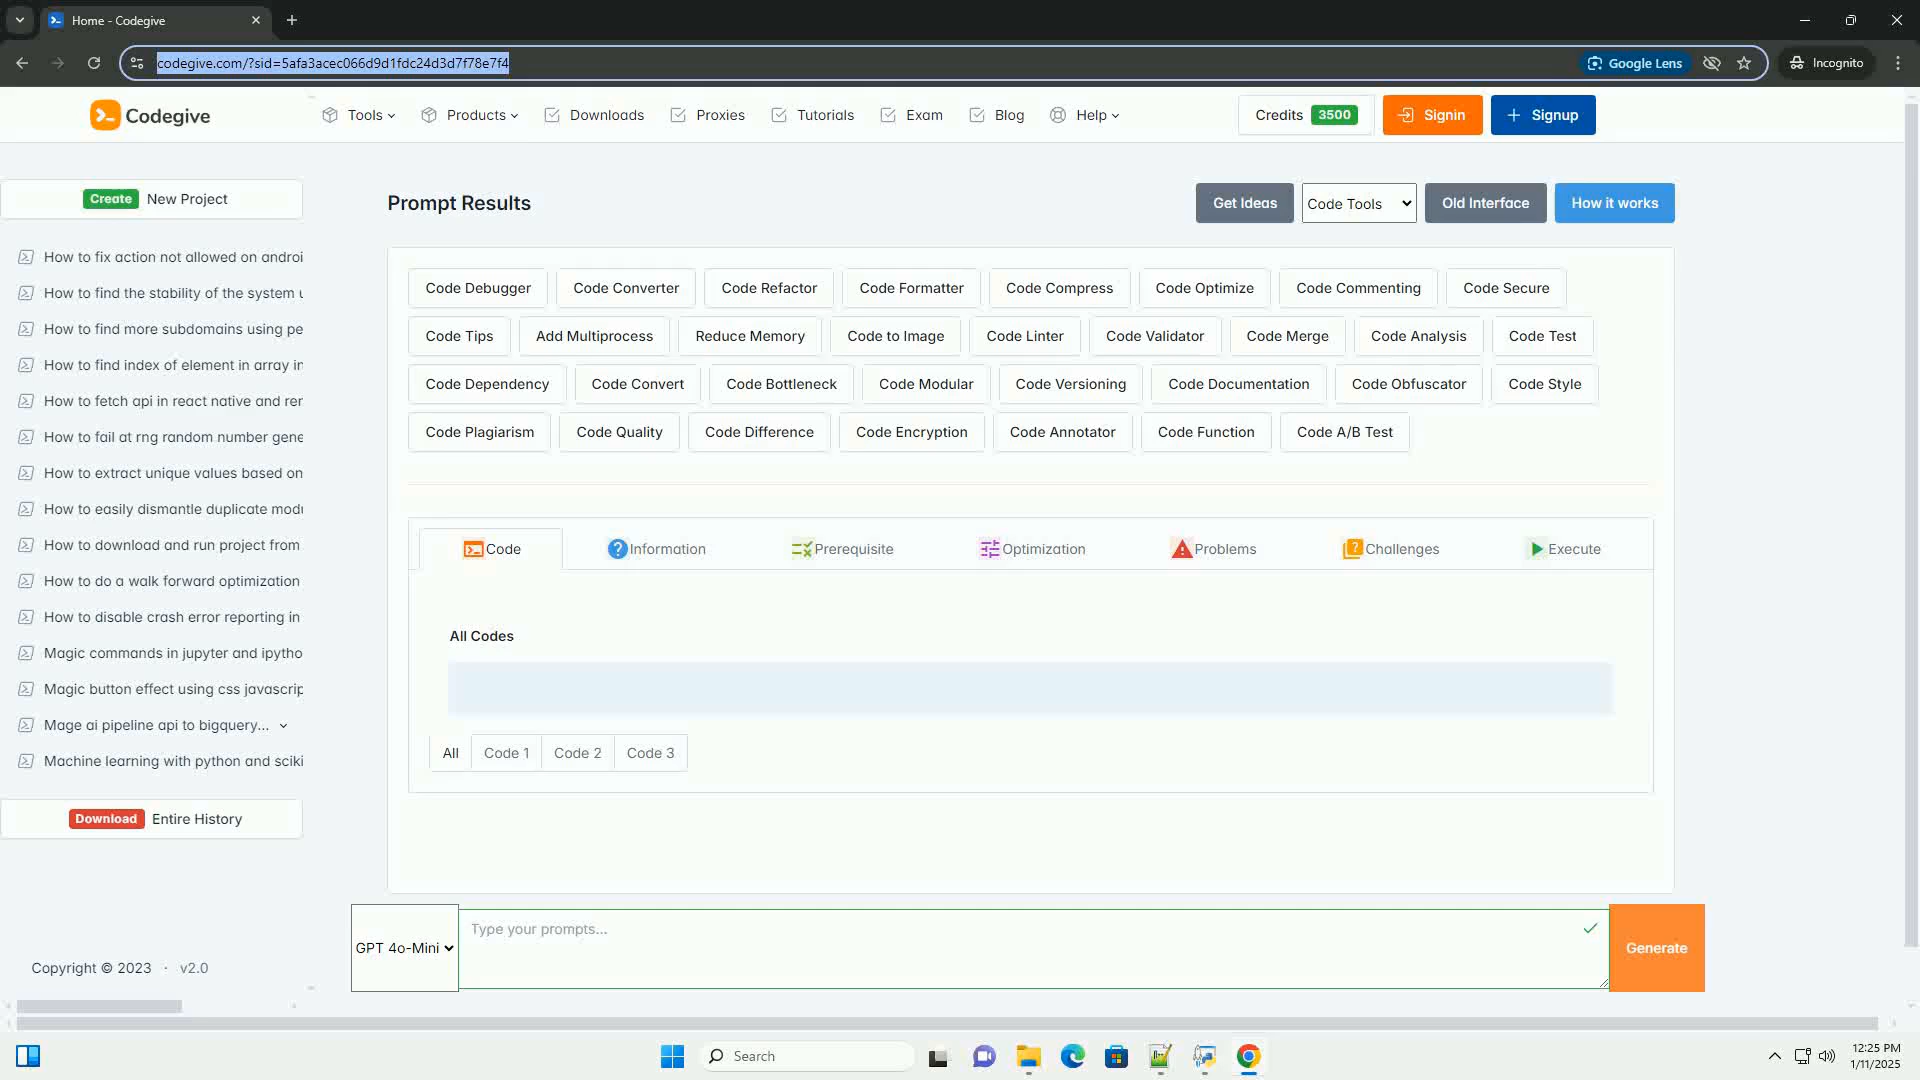 Home - Codegive
codegive.com/?sid=5afa3acec066d9d1fdc24d3d7f78e7f4
Google Lens
Incognito
Codegive
Tools
Products
Downloads
Proxies
Tutorials
Exam
Blog
Help
Credits 3500
Signin
Signup
Create New Project
How to fix action not allowed on androi
How to find the stability of the system u
How to find more subdomains using pe
How to find index of element in array in
How to fetch api in react native and rer
How to fail at rng random number gene
How to extract unique values based on
How to easily dismantle duplicate modu
How to download and run project from
How to do a walk forward optimization
How to disable crash error reporting in
Magic commands in jupyter and ipytho
Magic button effect using css javascrip
Mage ai pipeline api to bigquery...
Machine learning with python and sciki
Download Entire History
Copyright © 2023 · v2.0
Prompt Results
Get Ideas
Code Tools
Old Interface
How it works
Code Debugger
Code Converter
Code Refactor
Code Formatter
Code Compress
Code Optimize
Code Commenting
Code Secure
Code Tips
Add Multiprocess
Reduce Memory
Code to Image
Code Linter
Code Validator
Code Merge
Code Analysis
Code Test
Code Dependency
Code Convert
Code Bottleneck
Code Modular
Code Versioning
Code Documentation
Code Obfuscator
Code Style
Code Plagiarism
Code Quality
Code Difference
Code Encryption
Code Annotator
Code Function
Code A/B Test
Code
Information
Prerequisite
Optimization
Problems
Challenges
Execute
All Codes
All
Code 1
Code 2
Code 3
GPT 4o-Mini
Type your prompts...
Generate
Search
12:25 PM
1/11/2025